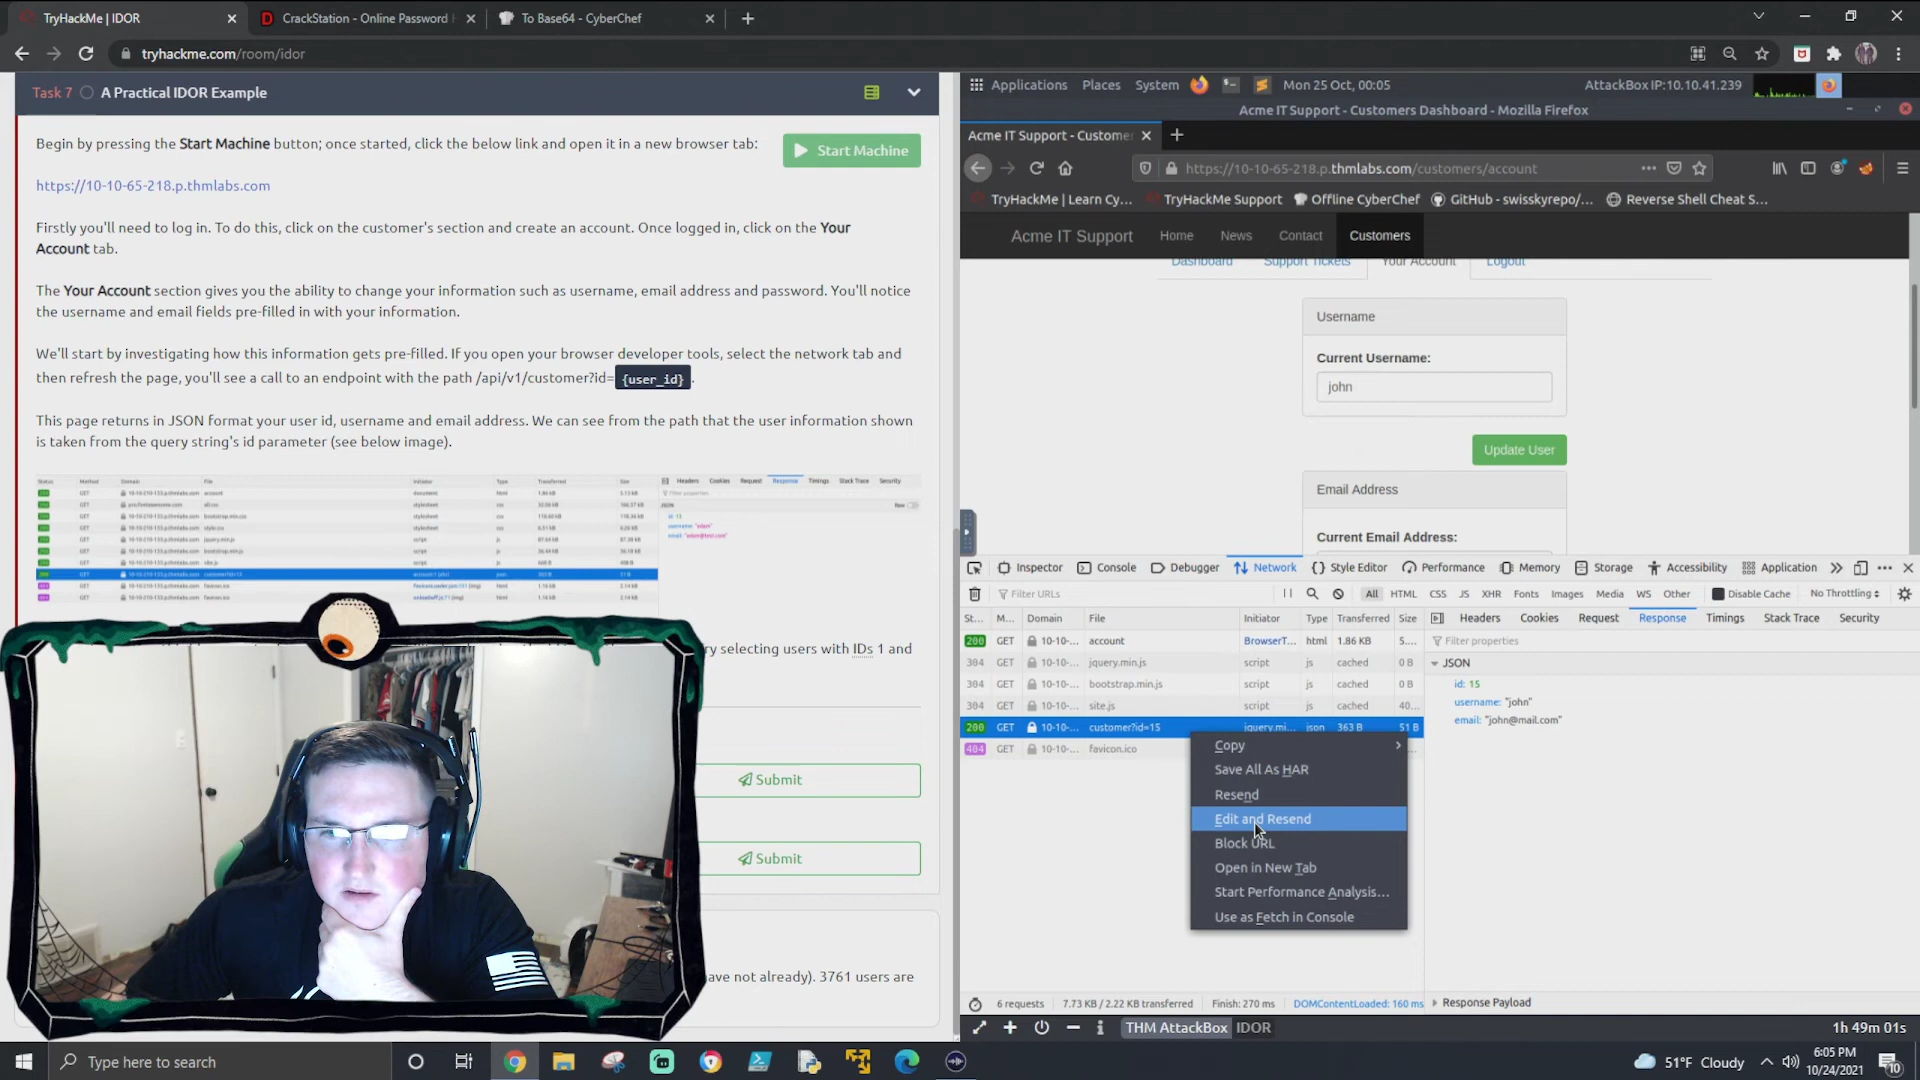 TryHackMe | IDOR
CrackStation - Online Password H
To Base64 - CyberChef
tryhackme.com/room/idor
Task 7 A Practical IDOR Example
Begin by pressing the Start Machine button; once started, click the below link and open it in a new browser tab:
Start Machine
https://10-10-65-218.p.thmlabs.com
Firstly you'll need to log in. To do this, click on the customer's section and create an account. Once logged in, click on the Your
Account tab.
The Your Account section gives you the ability to change your information such as username, email address and password. You'll notice
the username and email fields pre-filled in with your information.
We'll start by investigating how this information gets pre-filled. If you open your browser developer tools, select the network tab and
then refresh the page, you'll see a call to an endpoint with the path /api/v1/customer?id= {user_id} .
This page returns in JSON format your user id, username and email address. We can see from the path that the user information shown
is taken from the query string's id parameter (see below image).
ry selecting users with IDs 1 and
Submit
Submit
ave not already). 3761 users are
Applications Places System Mon 25 Oct, 00:05 AttackBox IP:10.10.41.239
Acme IT Support - Customers Dashboard - Mozilla Firefox
Acme IT Support - Custome
https://10-10-65-218.p.thmlabs.com/customers/account
TryHackMe | Learn Cy... TryHackMe Support Offline CyberChef GitHub - swisskyrepo/... Reverse Shell Cheat S...
Acme IT Support Home News Contact Customers
Dashboard Support Tickets Your Account Logout
Username
Current Username:
john
Update User
Email Address
Current Email Address:
Inspector Console Debugger Network Style Editor Performance Memory Storage Accessibility Application
Filter URLs All HTML CSS JS XHR Fonts Images Media WS Other Disable Cache No Throttling
St... M... Domain File Initiator Type Transferred Size
Headers Cookies Request Response Timings Stack Trace Security
200 GET 10-10-... account BrowserT... html 1.86 KB 5....
304 GET 10-10-... jquery.min.js script js cached 0 B
304 GET 10-10-... bootstrap.min.js script js cached 0 B
304 GET 10-10-... site.js script js cached 40...
200 GET 10-10-... customer?id=15 jquery.mi... json 363 B 51 B
404 GET 10-10-... favicon.ico
Filter properties
JSON
id: 15
username: "john"
email: "john@mail.com"
Copy
Save All As HAR
Resend
Edit and Resend
Block URL
Open in New Tab
Start Performance Analysis...
Use as Fetch in Console
6 requests 7.73 KB / 2.22 KB transferred Finish: 270 ms DOMContentLoaded: 160 ms
Response Payload
THM AttackBox IDOR
1h 49m 01s
Type here to search
51°F Cloudy
6:05 PM
10/24/2021
10